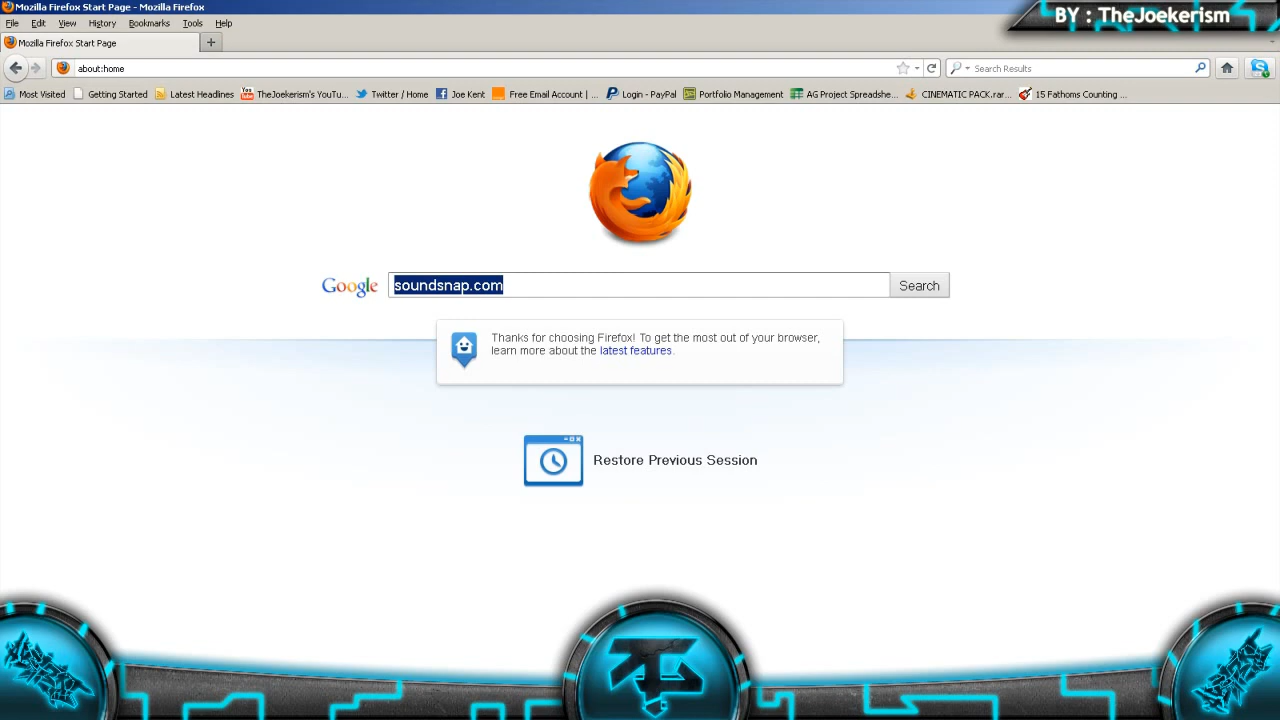 Mozilla Firefox Start Page - Mozilla Firefox
BY : TheJoekerism
File Edit View History Bookmarks Tools Help
Mozilla Firefox Start Page +
about:home
Search Results
Most Visited Getting Started Latest Headlines TheJoekerism's YouTu... Twitter / Home Joe Kent Free Email Account | ... Login - PayPal Portfolio Management AG Project Spreadshe... CINEMATIC PACK.rar... 15 Fathoms Counting ...
Google soundsnap.com Search
Thanks for choosing Firefox! To get the most out of your browser,
learn more about the latest features.
Restore Previous Session